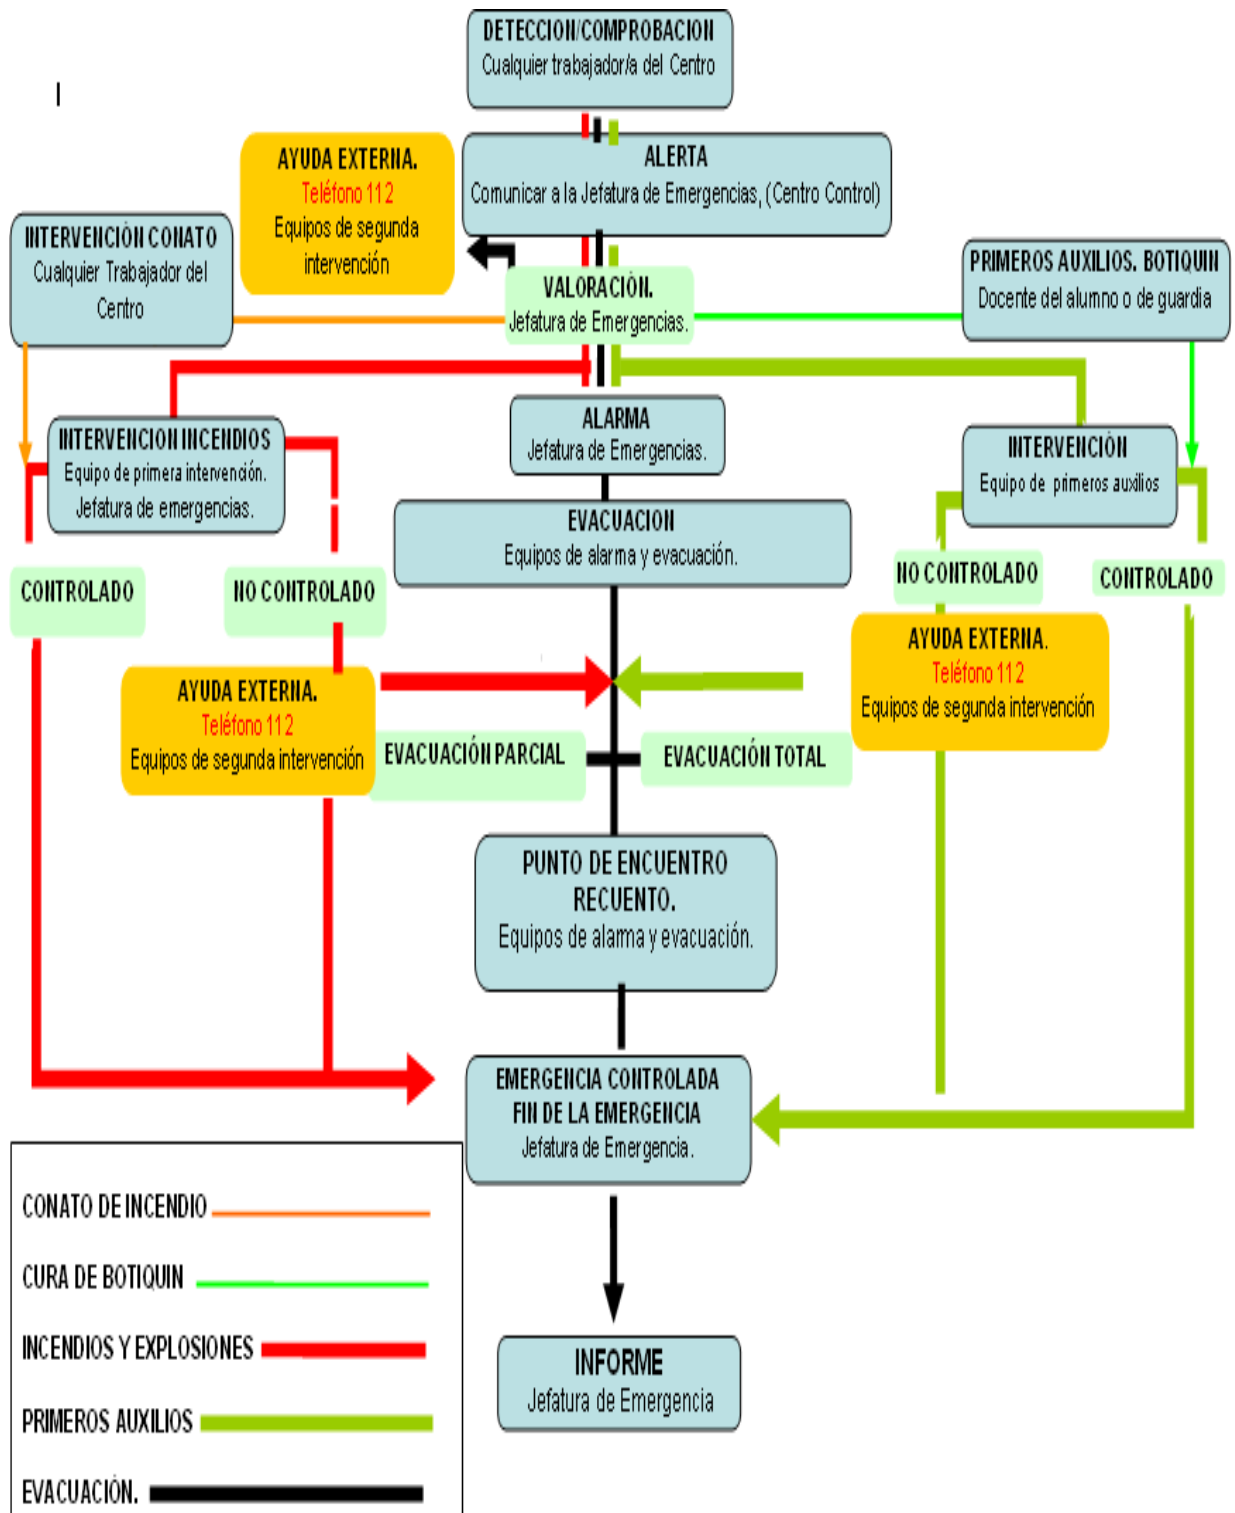 DETECCION/COMPROBACION
Cualquier trabajador/a del Centro
ALERTA
Comunicar a la Jefatura de Emergencias, (Centro Control)
AYUDA EXTERNA.
Teléfono 112
Equipos de segunda
intervención
INTERVENCIÓN CONATO
Cualquier Trabajador del
Centro
VALORACIÓN.
Jefatura de Emergencias.
PRIMEROS AUXILIOS. BOTIQUIN
Docente del alumno o de guardia
INTERVENCION INCENDIOS
Equipo de primera intervención.
Jefatura de emergencias.
ALARMA
Jefatura de Emergencias.
INTERVENCIÓN
Equipo de primeros auxilios
EVACUACION
Equipos de alarma y evacuación.
CONTROLADO
NO CONTROLADO
NO CONTROLADO
CONTROLADO
AYUDA EXTERNA.
Teléfono 112
Equipos de segunda intervención
AYUDA EXTERNA.
Teléfono 112
Equipos de segunda intervención
EVACUACIÓN PARCIAL
EVACUACIÓN TOTAL
PUNTO DE ENCUENTRO
RECUENTO.
Equipos de alarma y evacuación.
EMERGENCIA CONTROLADA
FIN DE LA EMERGENCIA
Jefatura de Emergencia.
INFORME
Jefatura de Emergencia
CONATO DE INCENDIO
CURA DE BOTIQUIN
INCENDIOS Y EXPLOSIONES
PRIMEROS AUXILIOS
EVACUACIÓN.